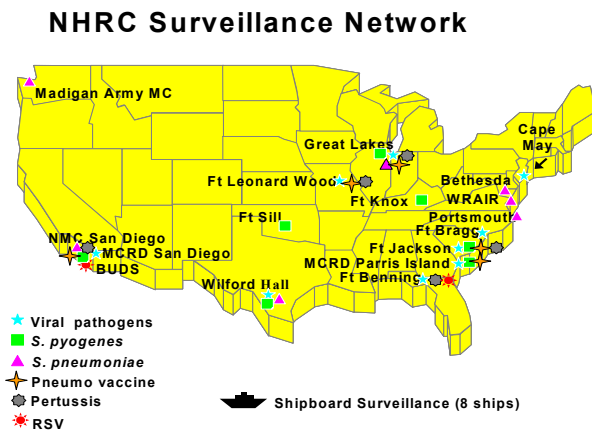 NHRC Surveillance Network
Madigan Army MC
Cape
May
Great Lakes
Bethesda
Ft Leonard Wood
WRAIR
Ft Knox
Portsmouth
Ft Sill
Ft Bragg
NMC San Diego
Ft Jackson
MCRD San Diego
MCRD Parris Island
BUDS
Ft Benning
Wilford Hall
Viral pathogens
S. pyogenes
S. pneumoniae
Pneumo vaccine
Pertussis
Shipboard Surveillance (8 ships)
RSV